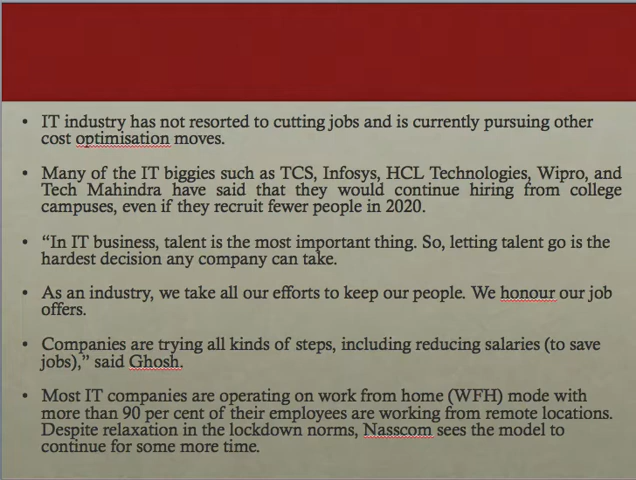 • IT industry has not resorted to cutting jobs and is currently pursuing other
cost optimisation moves.
• Many of the IT biggies such as TCS, Infosys, HCL Technologies, Wipro, and
Tech Mahindra have said that they would continue hiring from college
campuses, even if they recruit fewer people in 2020.
• “In IT business, talent is the most important thing. So, letting talent go is the
hardest decision any company can take.
• As an industry, we take all our efforts to keep our people. We honour our job
offers.
• Companies are trying all kinds of steps, including reducing salaries (to save
jobs),” said Ghosh.
• Most IT companies are operating on work from home (WFH) mode with
more than 90 per cent of their employees are working from remote locations.
Despite relaxation in the lockdown norms, Nasscom sees the model to
continue for some more time.